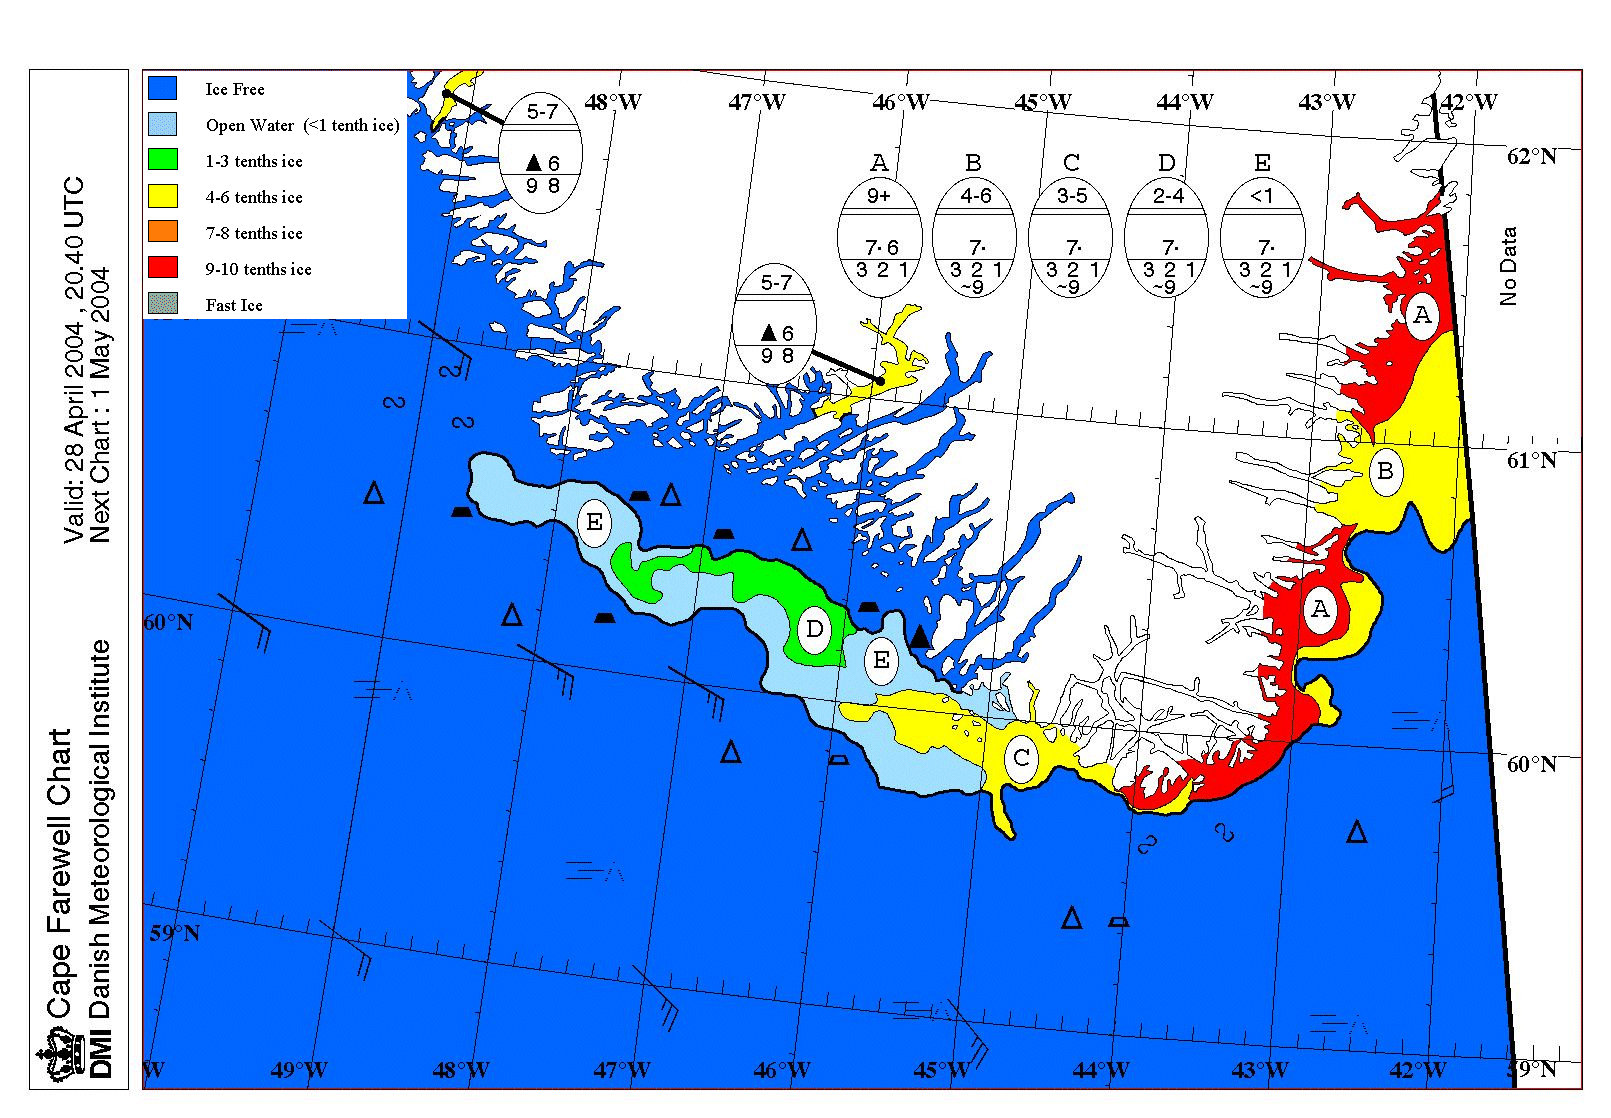 Valid: 28 April 2004 , 20.40 UTC
Next Chart : 1 May 2004
Cape Farewell Chart
DMI Danish Meteorological Institute
Ice Free
Open Water (<1 tenth ice)
1-3 tenths ice
4-6 tenths ice
7-8 tenths ice
9-10 tenths ice
Fast Ice
48°W 47°W 46°W 45°W 44°W 43°W 42°W
5-7
6
9 8
62°N
A B C D E
9+ 4-6 3-5 2-4 <1
7· 6 7· 7· 7· 7·
3 2 1 3 2 1 3 2 1 3 2 1 3 2 1
~9 ~9 ~9 ~9
No Data
5-7
6
9 8
A
61°N
B
E
A
60°N
D
E
C
60°N
59°N
W 49°W 48°W 47°W 46°W 45°W 44°W 43°W 42°W 59°N